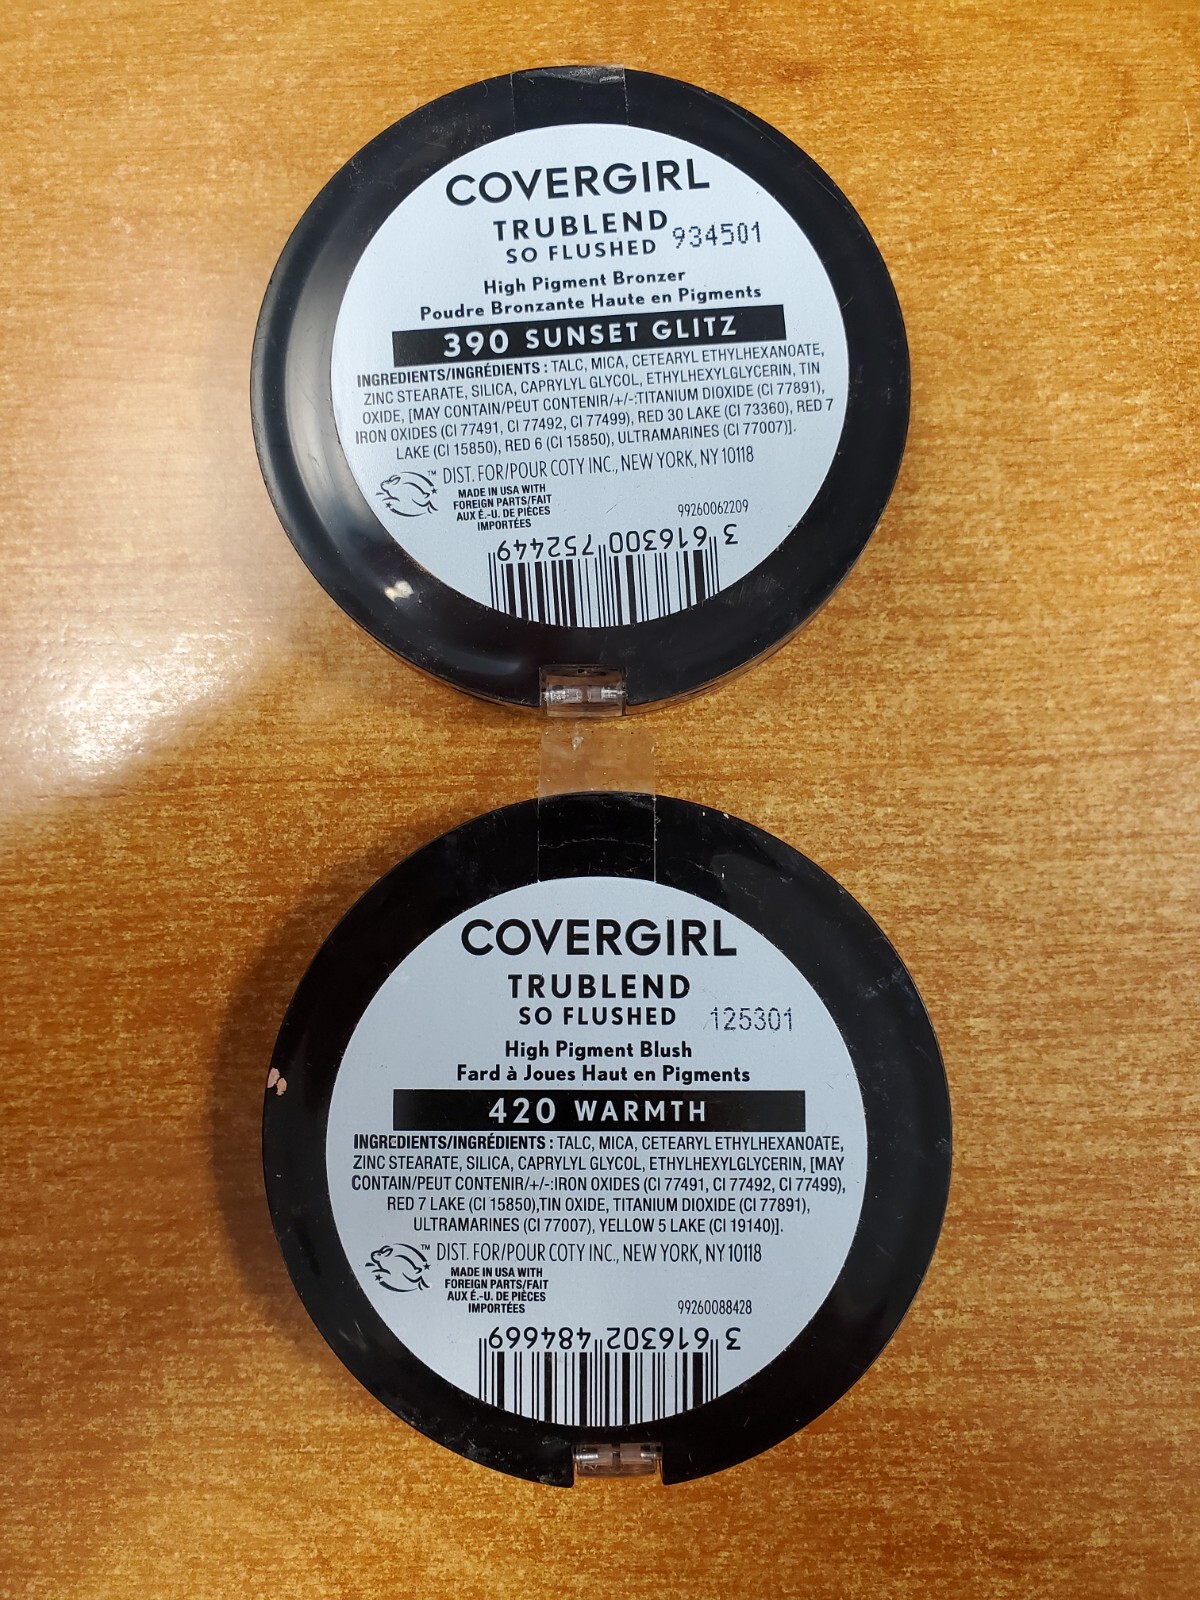 COVERGIRL
TRUBLEND
SO FLUSHED
934501
High Pigment Bronzer
Poudre Bronzante Haute en Pigments
390 SUNSET GLITZ
INGREDIENTS/INGRÉDIENTS : TALC, MICA, CETEARYL ETHYLHEXANOATE,
ZINC STEARATE, SILICA, CAPRYLYL GLYCOL, ETHYLHEXYLGLYCERIN, TIN
OXIDE, [MAY CONTAIN/PEUT CONTENIR/+/-:TITANIUM DIOXIDE (CI 77891),
IRON OXIDES (CI 77491, CI 77492, CI 77499), RED 30 LAKE (CI 73360), RED 7
LAKE (CI 15850), RED 6 (CI 15850), ULTRAMARINES (CI 77007)].
™ DIST. FOR/POUR COTY INC., NEW YORK, NY 10118
MADE IN USA WITH
FOREIGN PARTS/FAIT
AUX É.-U. DE PIÈCES
IMPORTÉES
99260062209
3 616300 752449
COVERGIRL
TRUBLEND
SO FLUSHED
125301
High Pigment Blush
Fard à Joues Haut en Pigments
420 WARMTH
INGREDIENTS/INGRÉDIENTS : TALC, MICA, CETEARYL ETHYLHEXANOATE,
ZINC STEARATE, SILICA, CAPRYLYL GLYCOL, ETHYLHEXYLGLYCERIN, [MAY
CONTAIN/PEUT CONTENIR/+/-:IRON OXIDES (CI 77491, CI 77492, CI 77499),
RED 7 LAKE (CI 15850),TIN OXIDE, TITANIUM DIOXIDE (CI 77891),
ULTRAMARINES (CI 77007), YELLOW 5 LAKE (CI 19140)].
™ DIST. FOR/POUR COTY INC., NEW YORK, NY 10118
MADE IN USA WITH
FOREIGN PARTS/FAIT
AUX É.-U. DE PIÈCES
IMPORTÉES
99260088428
3 616302 484669